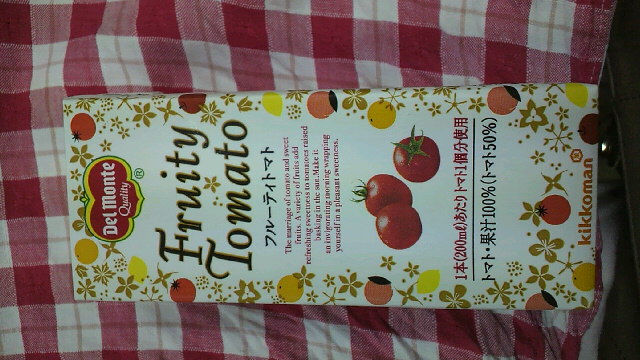 DEL MONTE
Quality
®
Fruity
Tomato
フルーティトマト
The marriage of tomato and sweet
fruits. A variety of fruits add
refreshing sweetness to tomatoes raised
basking in the sun. Make it
an invigorating morning wrapping
yourself in a pleasant sweetness.
1本(200ml)あたりトマト1個分使用
トマト・果汁100%(トマト50%)
kikkoman